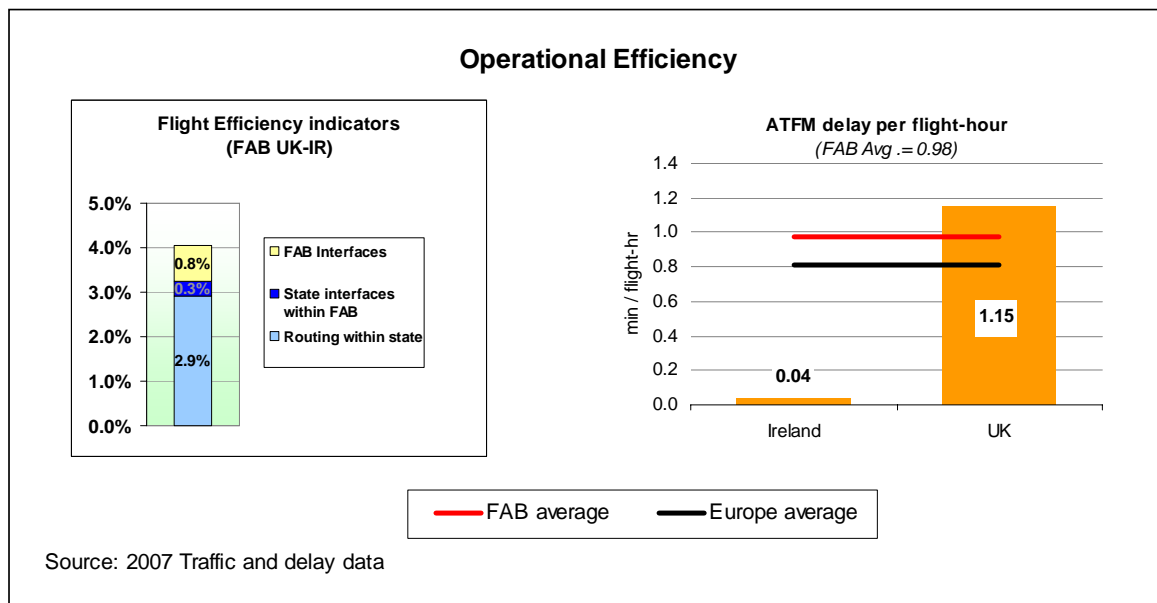 Operational Efficiency
Flight Efficiency indicators
(FAB UK-IR)
5.0%
4.0%
3.0%
2.0%
1.0%
0.0%
0.8%
0.3%
2.9%
FAB Interfaces
State interfaces
within FAB
Routing within state
ATFM delay per flight-hour
(FAB Avg .= 0.98)
min / flight-hr
1.4
1.2
1.0
0.8
0.6
0.4
0.2
0.0
0.04
1.15
Ireland
UK
FAB average
Europe average
Source: 2007 Traffic and delay data